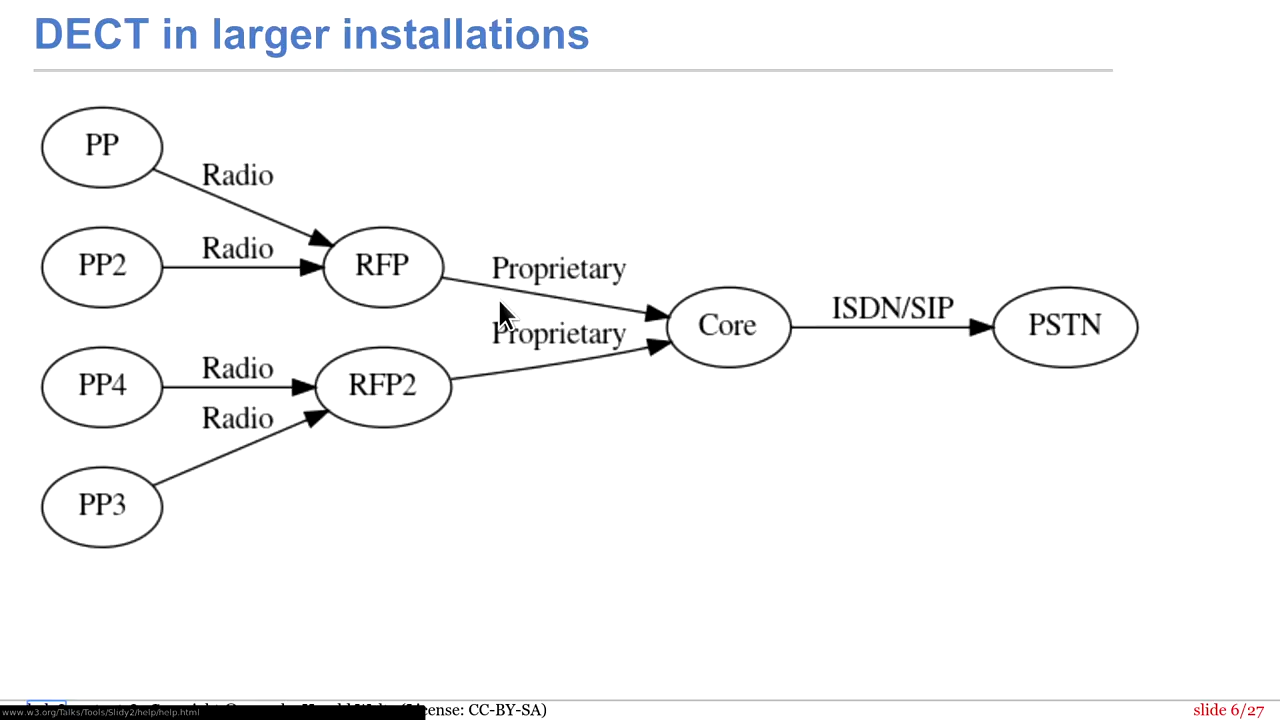 DECT in larger installations
PP
Radio
PP2
Radio
RFP
Proprietary
Core
ISDN/SIP
PSTN
Proprietary
PP4
Radio
RFP2
Radio
PP3
www.w3.org/Talks/Tools/Slidy2/help/help.html
(License: CC-BY-SA)
slide 6/27